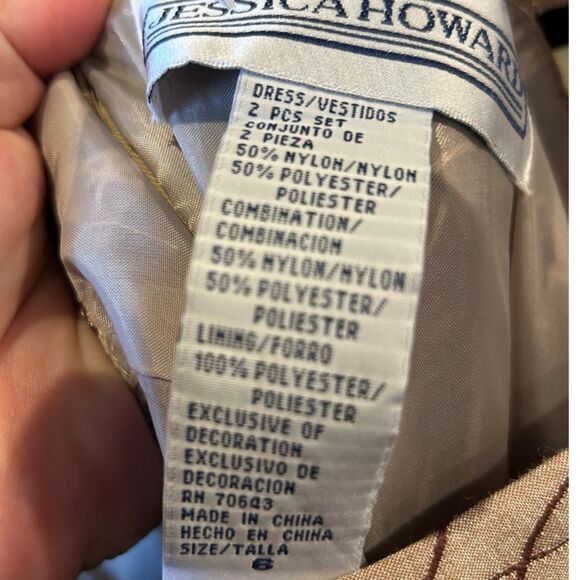 JESSICA HOWARD
DRESS/VESTIDOS
2 PCS SET
CONJUNTO DE
2 PIEZA
50% NYLON/NYLON
50% POLYESTER/
POLIESTER
COMBINATION/
COMBINACION
50% NYLON/NYLON
50% POLYESTER/
POLIESTER
LINING/FORRO
100% POLYESTER/
POLIESTER
EXCLUSIVE OF
DECORATION
EXCLUSIVO DE
DECORACION
RN 70643
MADE IN CHINA
HECHO EN CHINA
SIZE/TALLA
6